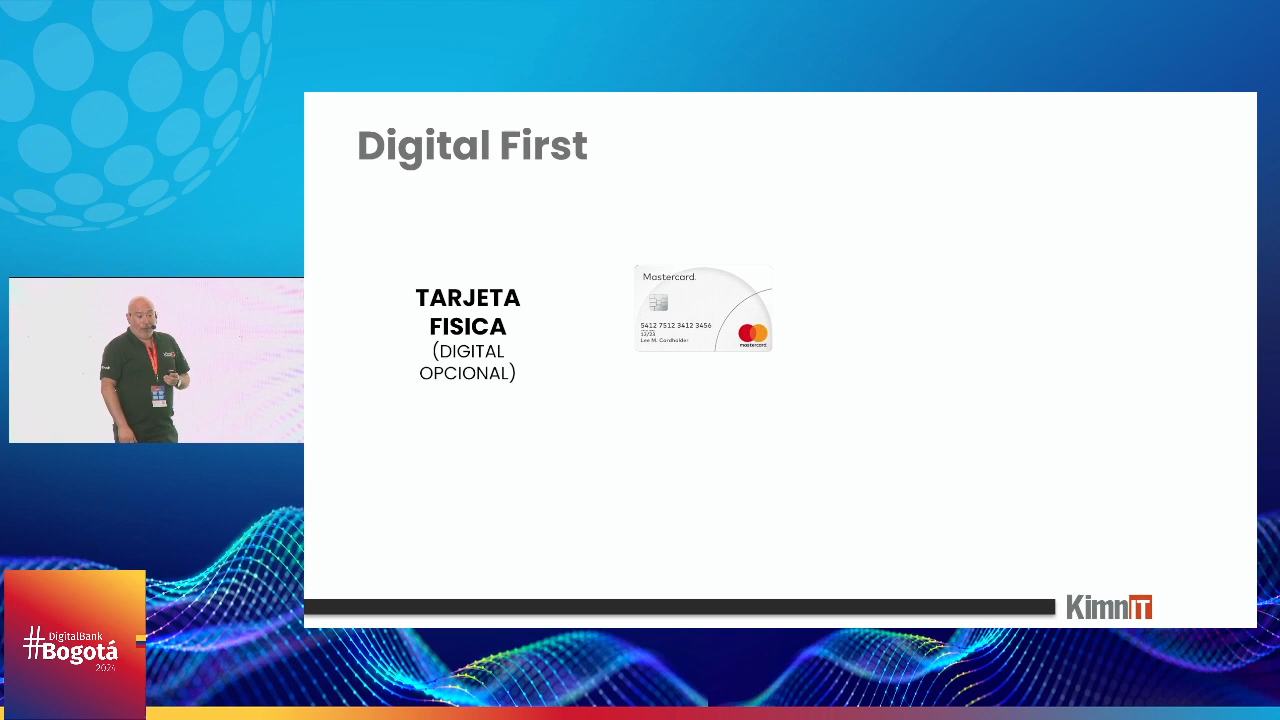 Digital First
TARJETA
FISICA
(DIGITAL
OPCIONAL)
Mastercard.
5412 7512 3412 3456
12/23
Lee M. Cardholder
mastercard
KimnIT
#DigitalBank
Bogotá
2024